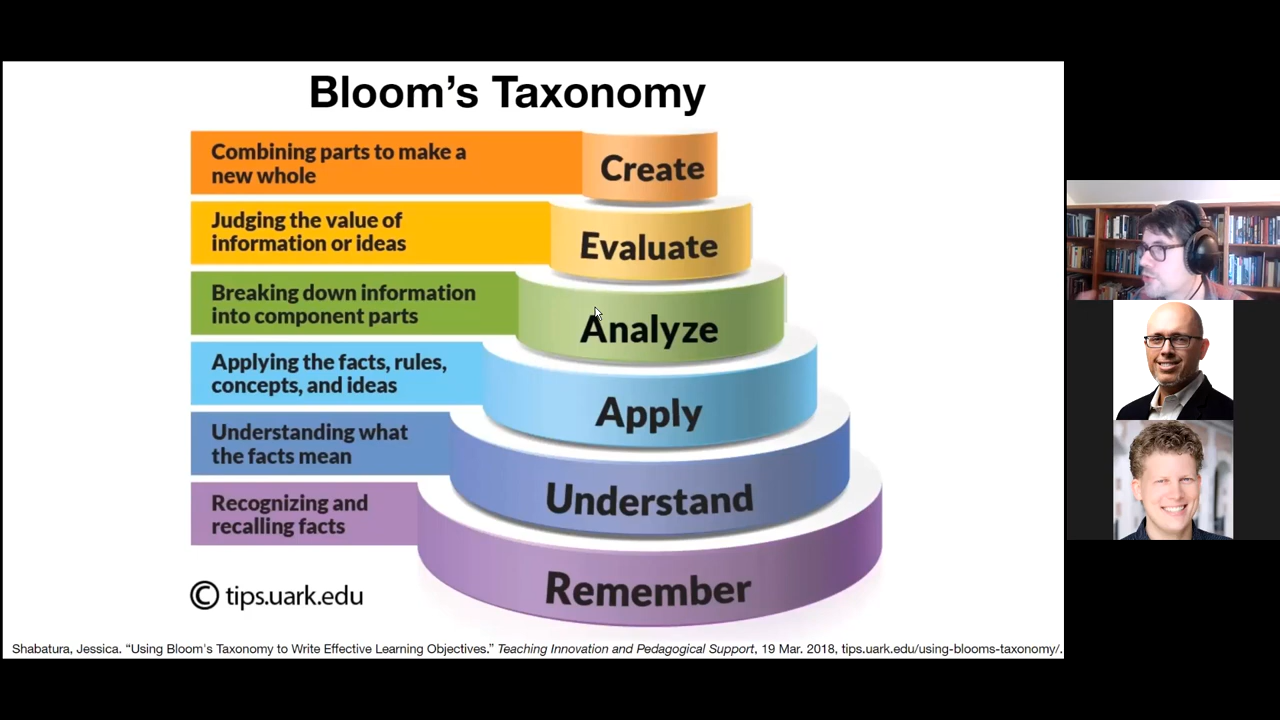 Bloom's Taxonomy
Combining parts to make a
new whole
Create
Judging the value of
information or ideas
Evaluate
Breaking down information
into component parts
Analyze
Applying the facts, rules,
concepts, and ideas
Apply
Understanding what
the facts mean
Understand
Recognizing and
recalling facts
Remember
© tips.uark.edu
Shabatura, Jessica. “Using Bloom's Taxonomy to Write Effective Learning Objectives.” Teaching Innovation and Pedagogical Support, 19 Mar. 2018, tips.uark.edu/using-blooms-taxonomy/.